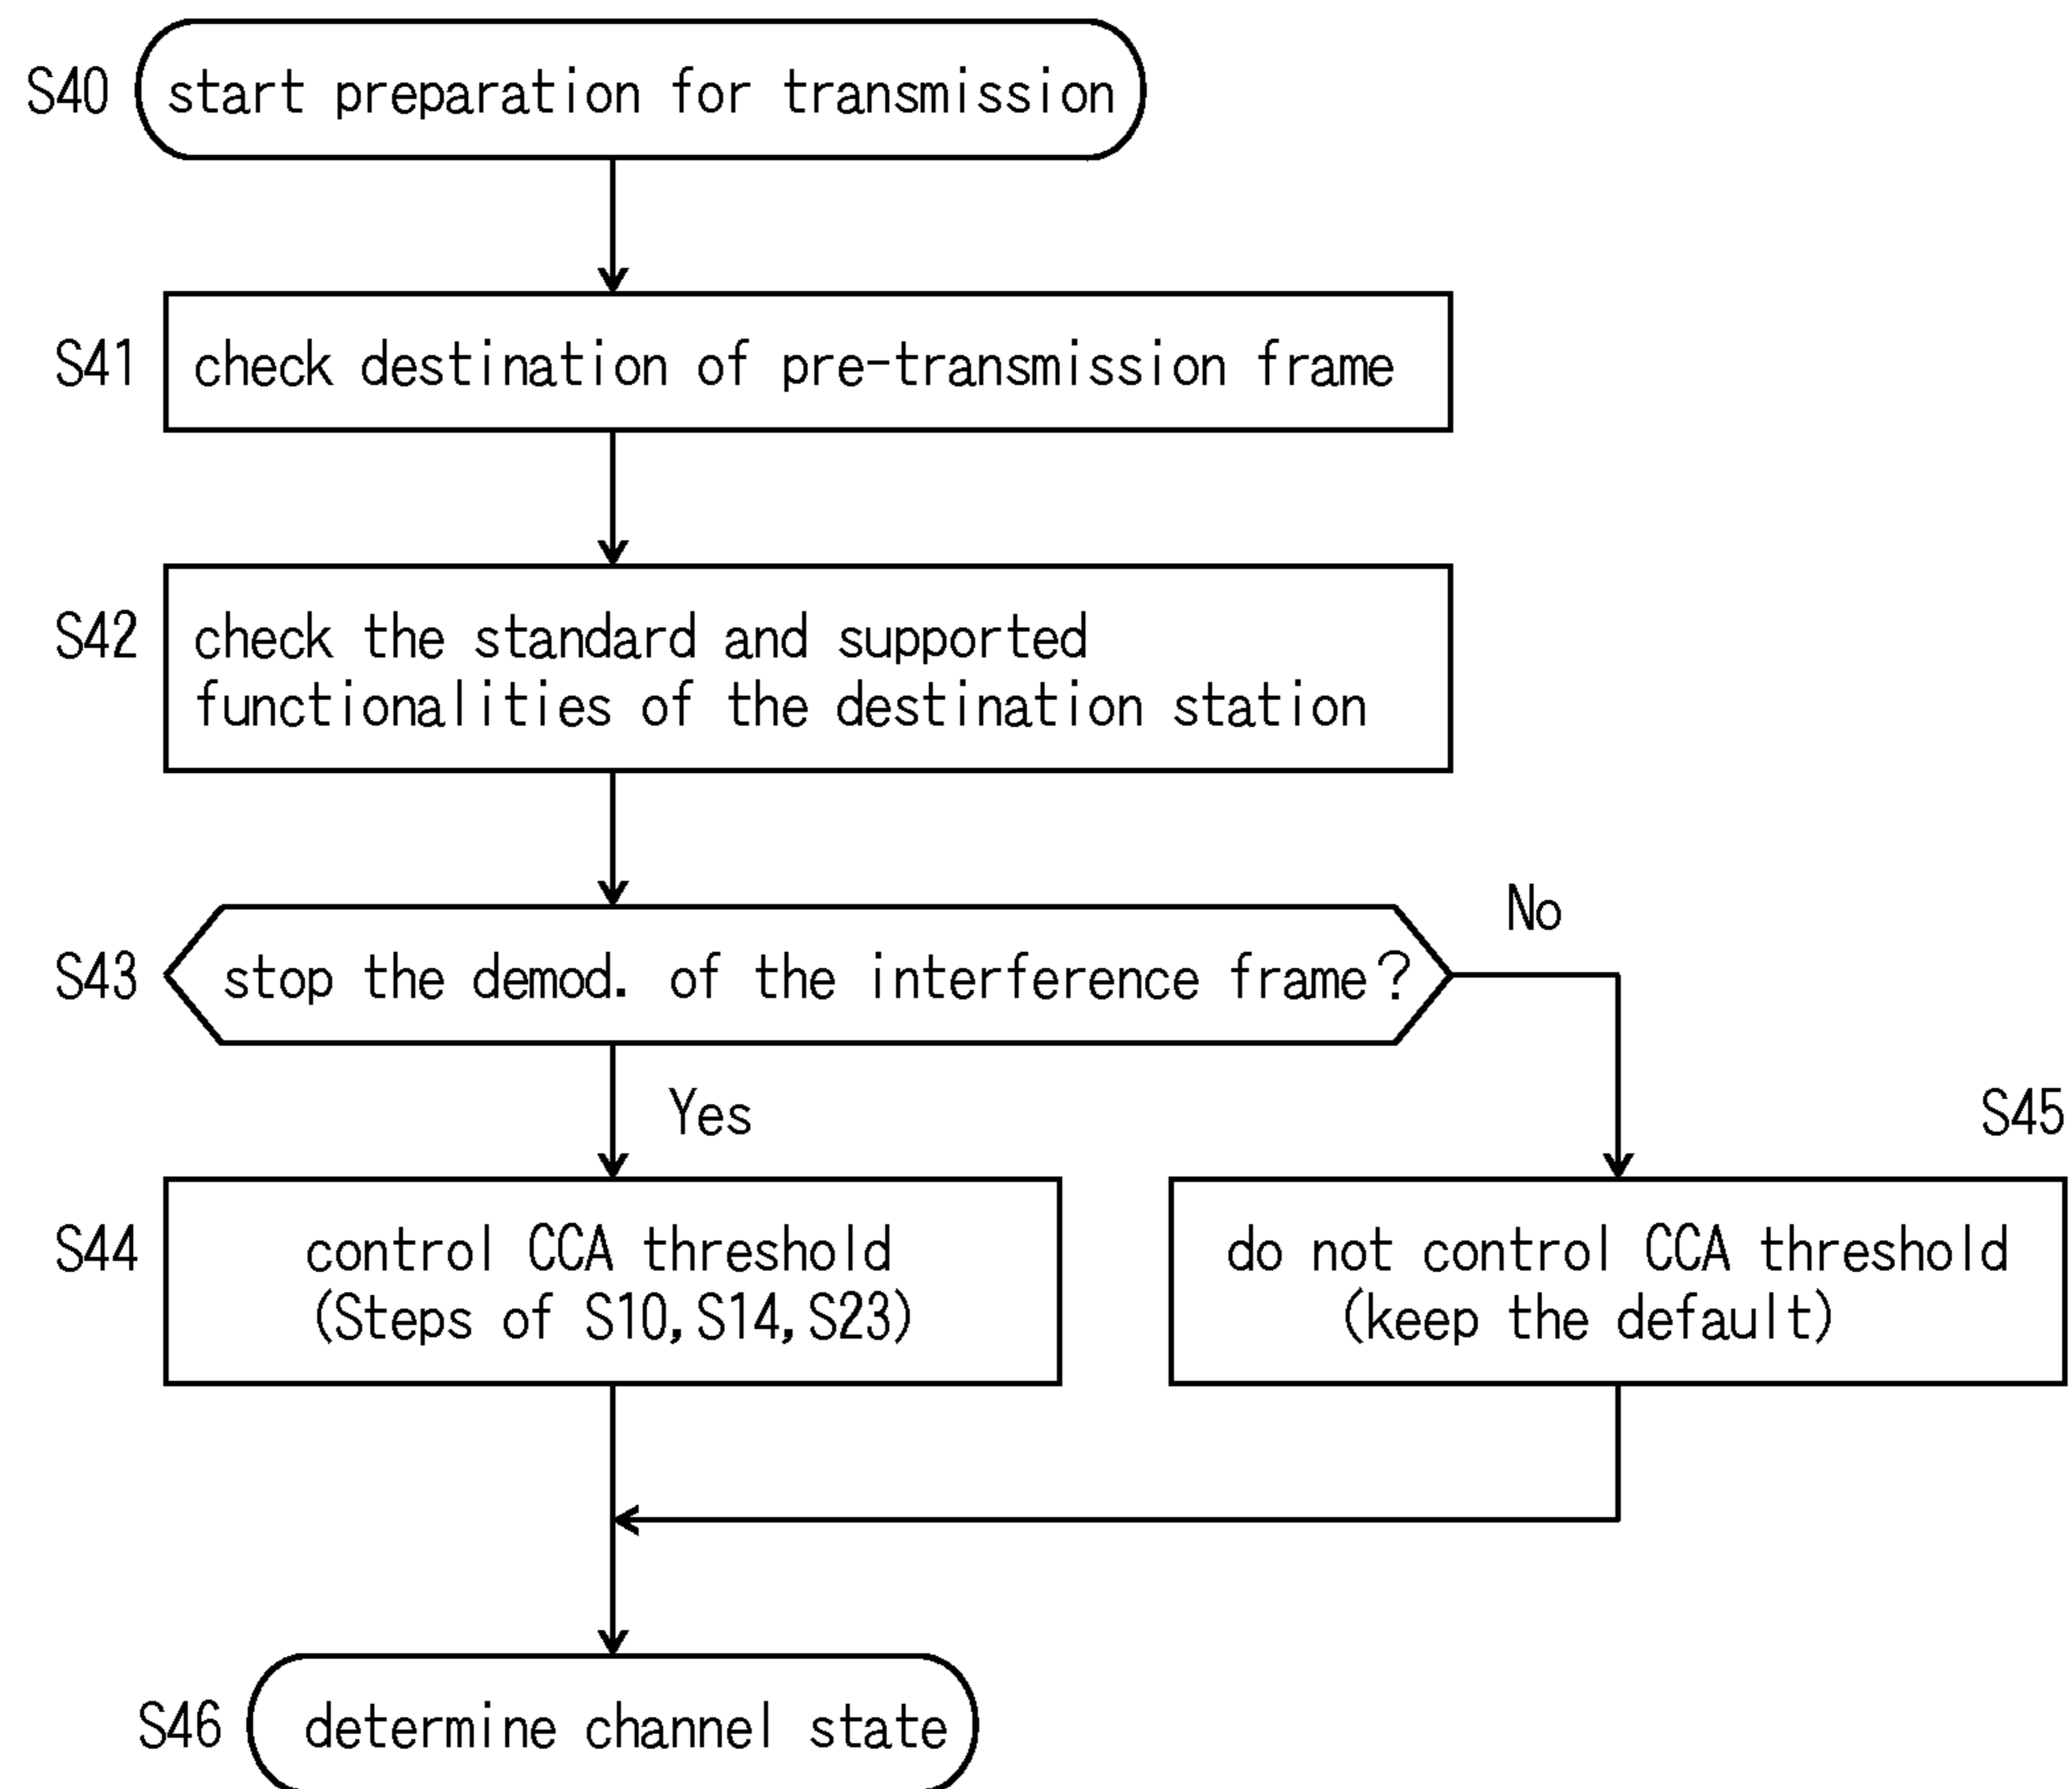 S40 start preparation for transmission
S41 check destination of pre-transmission frame
S42 check the standard and supported
functionalities of the destination station
No
S43 stop the demod. of the interference frame?
Yes
S45
S44 control CCA threshold
(Steps of S10, S14, S23)
do not control CCA threshold
(keep the default)
S46 determine channel state